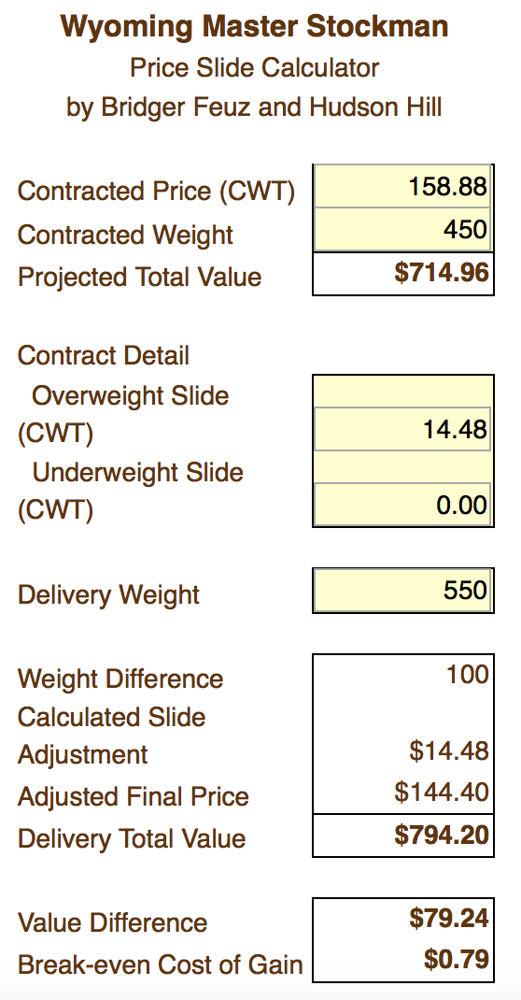 Wyoming Master Stockman
Price Slide Calculator
by Bridger Feuz and Hudson Hill
Contracted Price (CWT) 158.88
Contracted Weight 450
Projected Total Value $714.96
Contract Detail
Overweight Slide
(CWT) 14.48
Underweight Slide
(CWT) 0.00
Delivery Weight 550
Weight Difference 100
Calculated Slide
Adjustment $14.48
Adjusted Final Price $144.40
Delivery Total Value $794.20
Value Difference $79.24
Break-even Cost of Gain $0.79